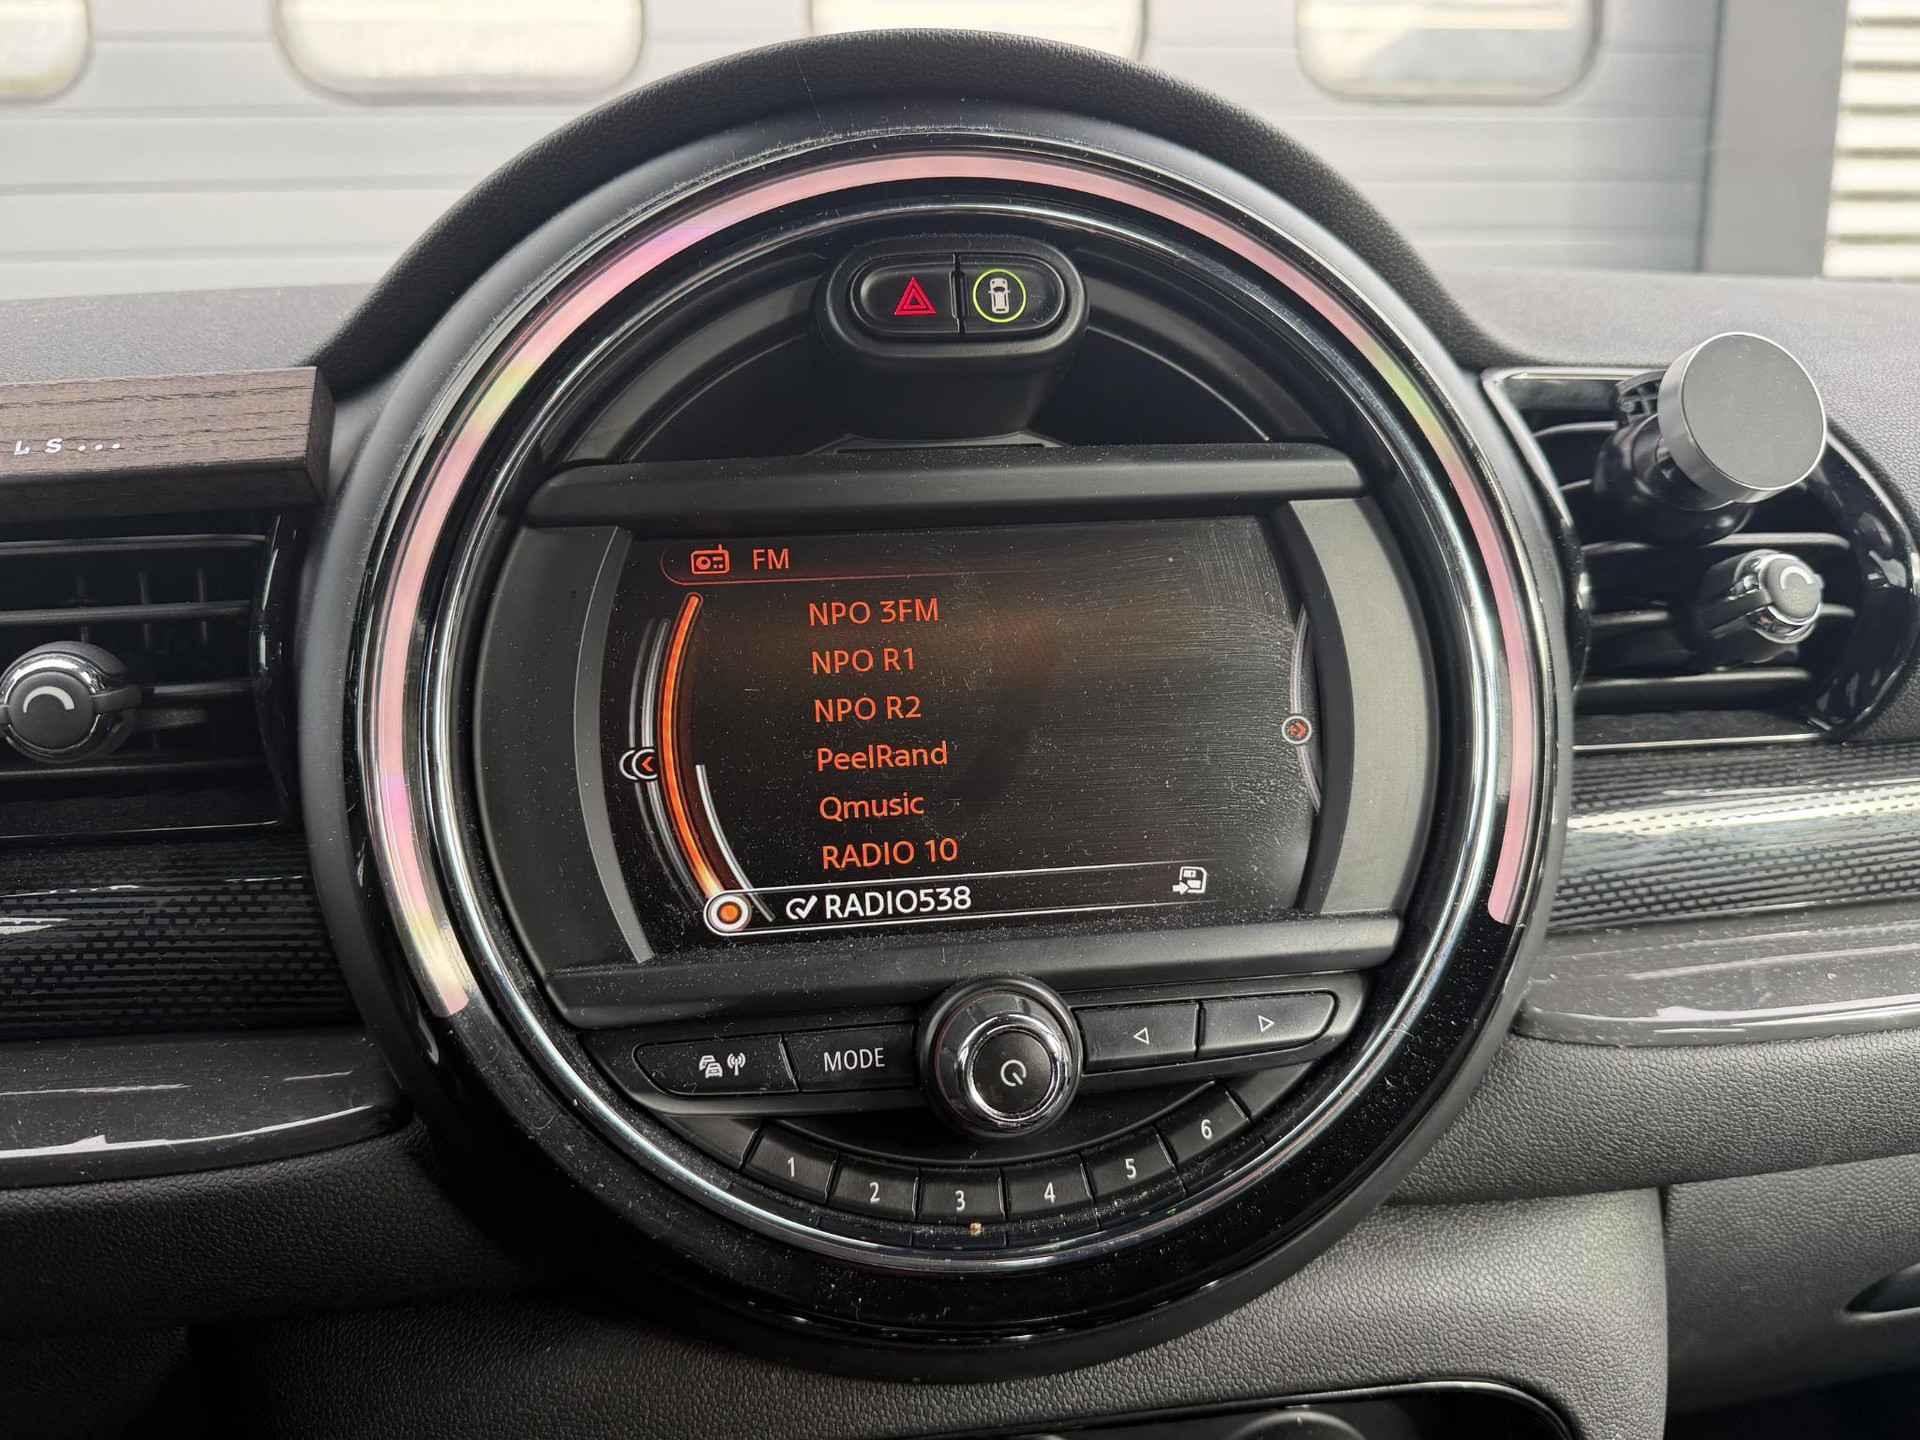 LS...
FM
NPO 3FM
NPO R1
NPO R2
PeelRand
Qmusic
RADIO 10
RADIO538
MODE
1 2 3 4 5 6